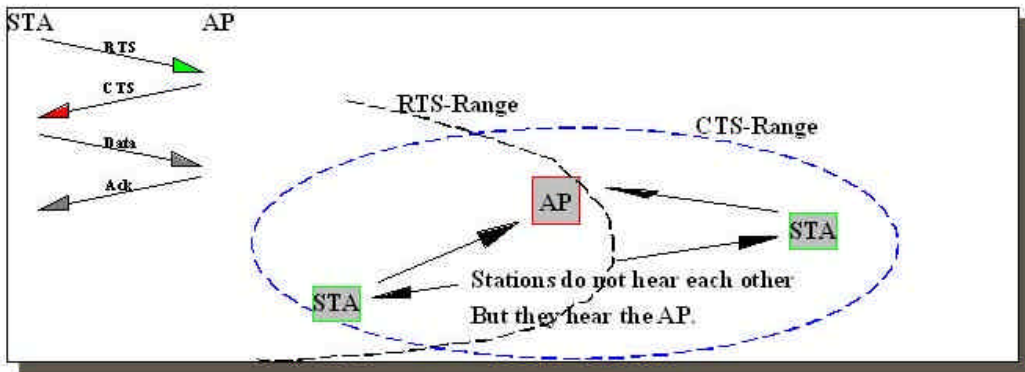 STA AP
RTS
CTS
Data
Ack
RTS-Range
CTS-Range
AP
STA
STA
Stations do not hear each other
But they hear the AP.